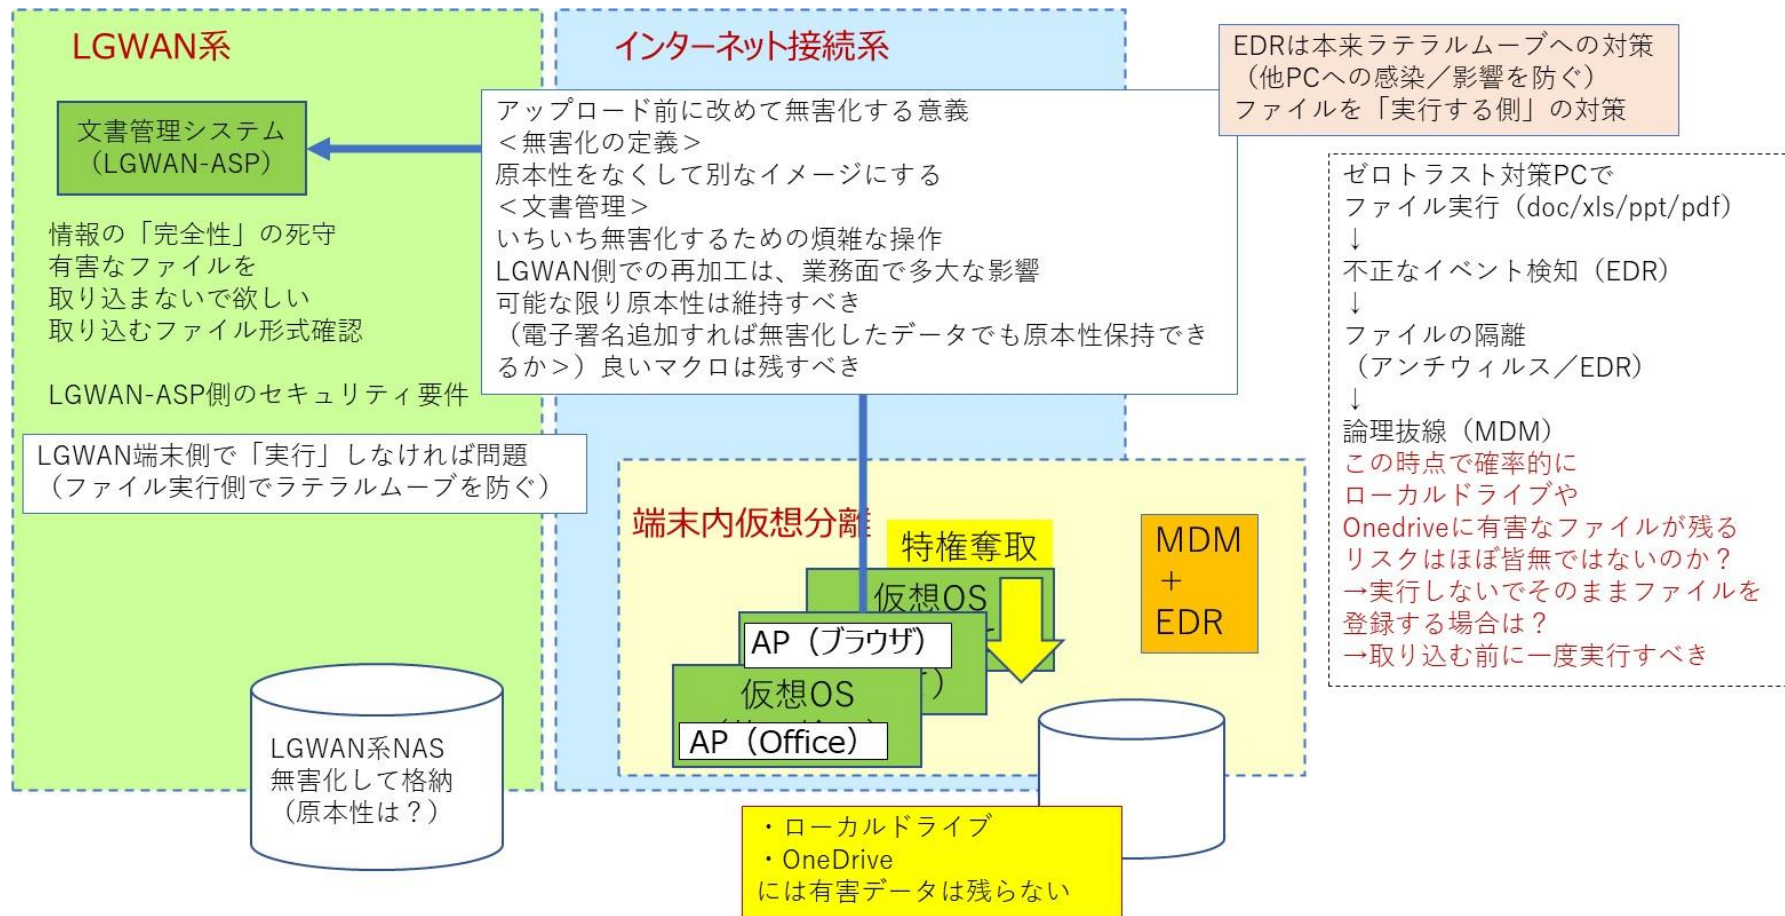 LGWAN系
文書管理システム
（LGWAN-ASP）
情報の「完全性」の死守
有害なファイルを
取り込まないで欲しい
取り込むファイル形式確認
LGWAN-ASP側のセキュリティ要件
LGWAN端末側で「実行」しなければ問題
（ファイル実行側でラテラルムーブを防ぐ）
LGWAN系NAS
無害化して格納
（原本性は？）
インターネット接続系
アップロード前に改めて無害化する意義
＜無害化の定義＞
原本性をなくして別なイメージにする
＜文書管理＞
いちいち無害化するための煩雑な操作
LGWAN側での再加工は、業務面で多大な影響
可能な限り原本性は維持すべき
（電子署名追加すれば無害化したデータでも原本性保持でき
るか>）良いマクロは残すべき
端末内仮想分離
特権奪取
仮想OS
AP（ブラウザ）
仮想OS
AP（Office）
MDM
＋
EDR
・ローカルドライブ
・OneDrive
には有害データは残らない
EDRは本来ラテラルムーブへの対策
（他PCへの感染／影響を防ぐ）
ファイルを「実行する側」の対策
ゼロトラスト対策PCで
ファイル実行（doc/xls/ppt/pdf）
↓
不正なイベント検知（EDR）
↓
ファイルの隔離
（アンチウィルス／EDR）
↓
論理抜線（MDM）
この時点で確率的に
ローカルドライブや
Onedriveに有害なファイルが残る
リスクはほぼ皆無ではないのか？
→実行しないでそのままファイルを
登録する場合は？
→取り込む前に一度実行すべき